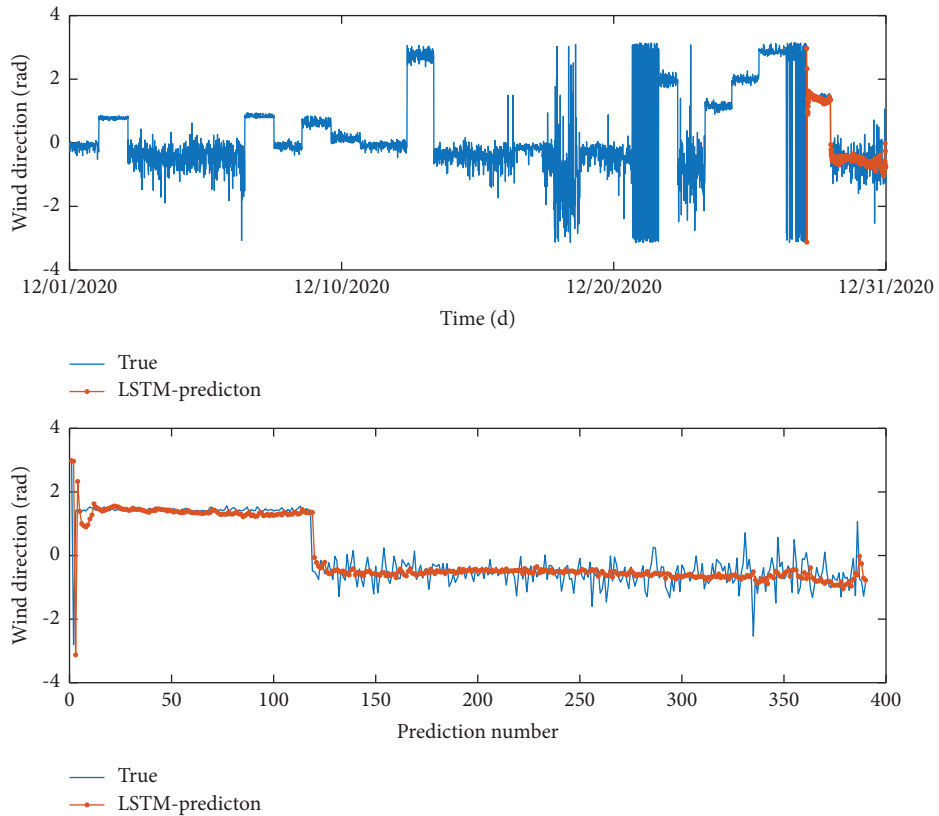 4
2
0
-2
-4
Wind direction (rad)
12/01/2020 12/10/2020 12/20/2020 12/31/2020
Time (d)
True
LSTM-predicton
4
2
0
-2
-4
Wind direction (rad)
0 50 100 150 200 250 300 350 400
Prediction number
True
LSTM-predicton